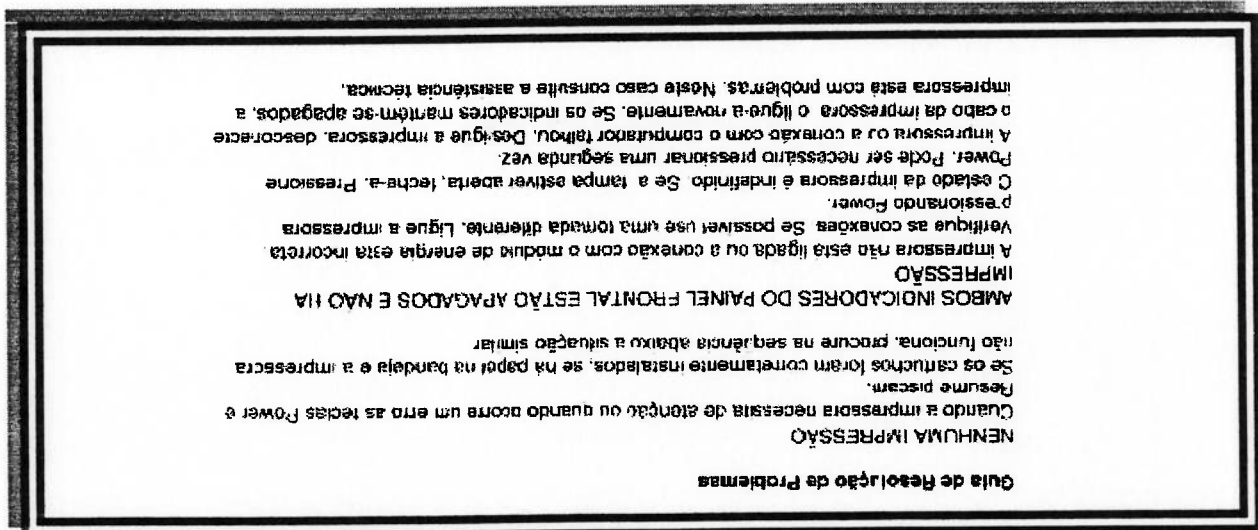 Guia de Resolução de Problemas
NENHUMA IMPRESSÃO
Quando a impressora necessita de atenção ou quando ocorre um erro as teclas Power e
Resume piscam.
Se os cartuchos foram corretamente instalados, se há papel na bandeja e a impressora
não funciona, procure na seqüência abaixo a situação similar
AMBOS INDICADORES DO PAINEL FRONTAL ESTÃO APAGADOS E NAO HA
IMPRESSÃO
A impressora não está ligada ou a conexão com o módulo de energia esta incorreta.
Verifique as conexões. Se possível use uma tomada diferente. Ligue a impressora
pressionando Power.
O estado da impressora é indefinido. Se a tampa estiver aberta, feche-a. Pressione
Power. Pode ser necessário pressionar uma segunda vez.
A impressora ou a conexão com o computador falhou. Desligue a impressora, desconecte
o cabo da impressora e ligue-a novamente. Se os indicadores mantém-se apagados, a
impressora está com problemas. Neste caso consulte a assistência técnica.